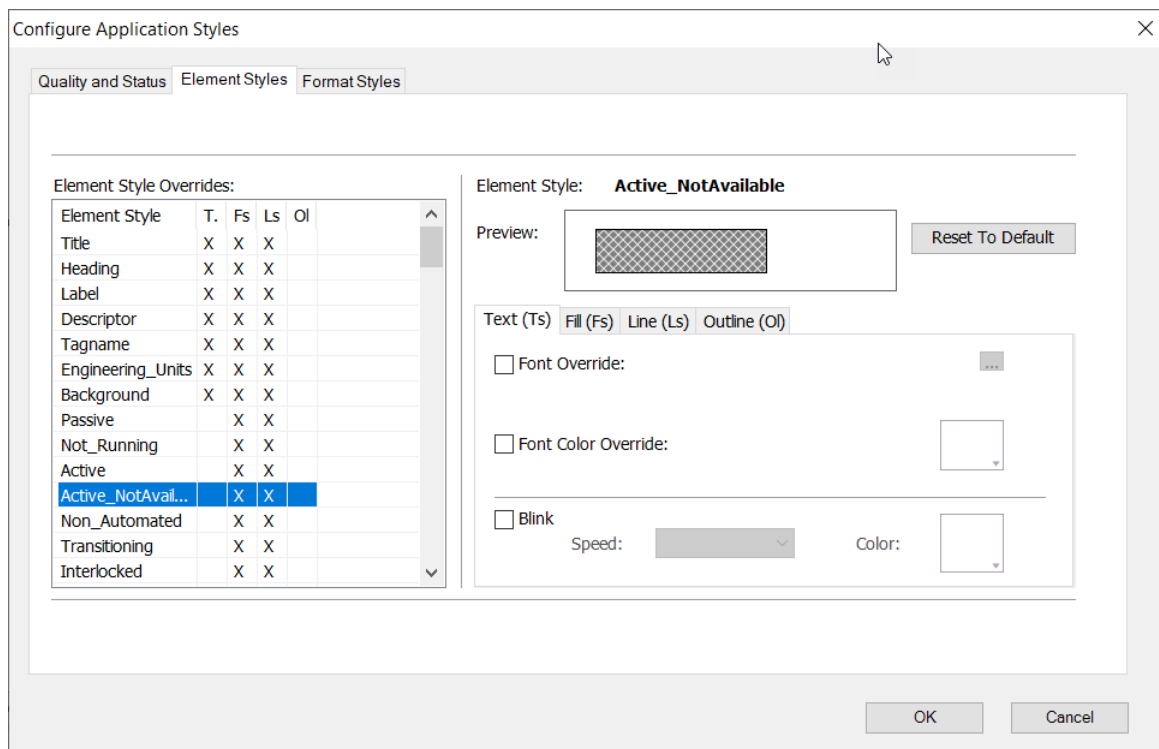 Configure Application Styles
Quality and Status Element Styles Format Styles
Element Style Overrides:
Element Style T. Fs Ls Ol
Title X X X
Heading X X X
Label X X X
Descriptor X X X
Tagname X X X
Engineering_Units X X X
Background X X X
Passive X X
Not_Running X X
Active X X
Active_NotAvail... X X
Non_Automated X X
Transitioning X X
Interlocked X X
Element Style: Active_NotAvailable
Preview:
Reset To Default
Text (Ts) Fill (Fs) Line (Ls) Outline (Ol)
Font Override: ...
Font Color Override:
Blink
Speed: Color:
OK Cancel